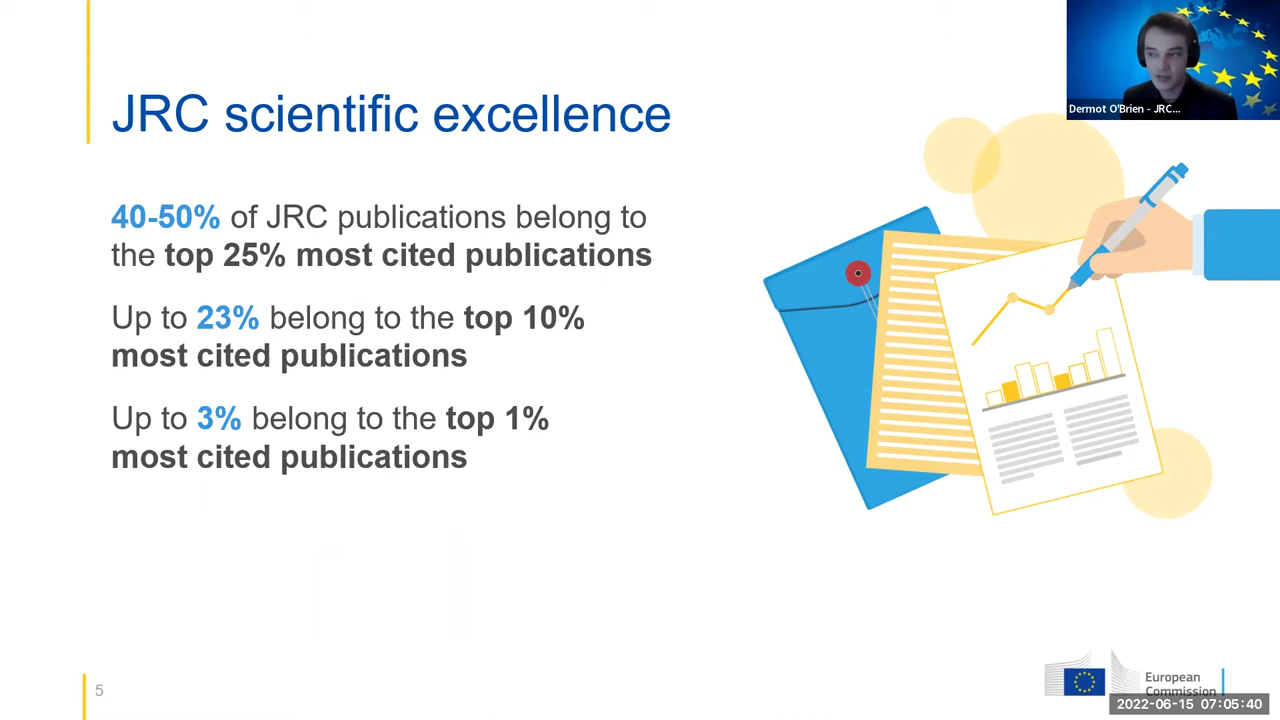 Dermot O'Brien - JRC...
JRC scientific excellence
40-50% of JRC publications belong to
the top 25% most cited publications
Up to 23% belong to the top 10%
most cited publications
Up to 3% belong to the top 1%
most cited publications
5
European
Commission
2022-06-15 07:05:40